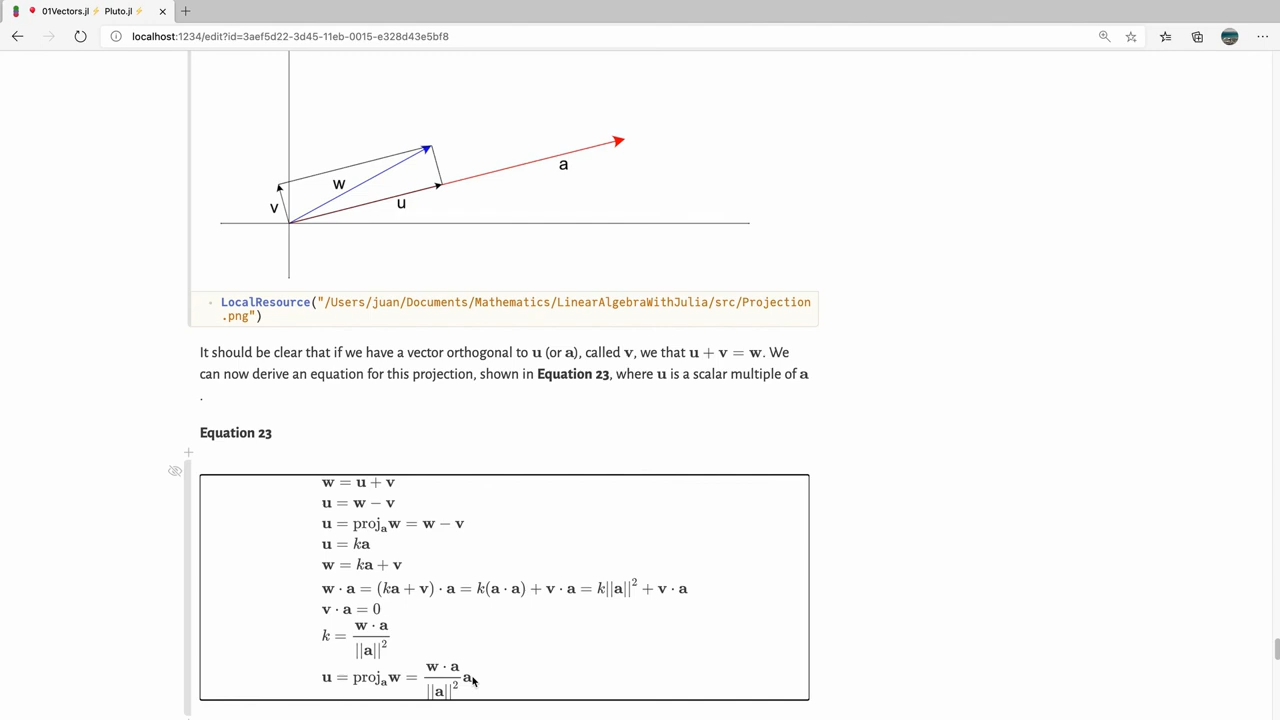 01Vectors.jl ⚡ Pluto.jl ⚡
localhost:1234/edit?id=3aef5d22-3d45-11eb-0015-e328d43e5bf8
a
w
v
u
LocalResource("/Users/juan/Documents/Mathematics/LinearAlgebraWithJulia/src/Projection
.png")
It should be clear that if we have a vector orthogonal to u (or a), called v, we that u + v = w. We
can now derive an equation for this projection, shown in Equation 23, where u is a scalar multiple of a
.
Equation 23
w = u + v
u = w − v
u = proj_a w = w − v
u = ka
w = ka + v
w · a = (ka + v) · a = k(a · a) + v · a = k||a||² + v · a
v · a = 0
k = (w · a) / ||a||²
u = proj_a w = (w · a) / ||a||² a